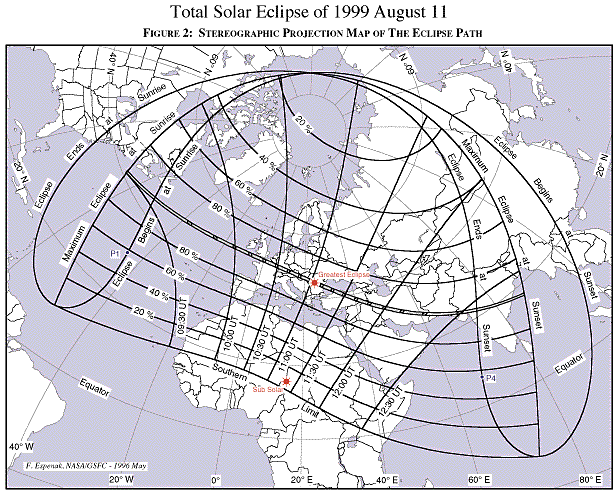 Total Solar Eclipse of 1999 August 11
FIGURE 2: STEREOGRAPHIC PROJECTION MAP OF THE ECLIPSE PATH
40° N
60° N
60° N
40° N
20° N
20° N
Eclipse Ends at Sunrise
Maximum Eclipse at Sunrise
Eclipse Begins at Sunrise
Eclipse Begins at Sunset
Maximum Eclipse at Sunset
Eclipse Ends at Sunset
20 %
40 %
60 %
80 %
80 %
60 %
40 %
20 %
P1
P4
Greatest Eclipse
Sub Solar
09:30 UT
10:00 UT
10:30 UT
11:00 UT
11:30 UT
12:00 UT
12:30 UT
Southern Limit
Equator
Equator
40° W
F. Espenak, NASA/GSFC - 1996 May
20° W
0°
20° E
40° E
60° E
80° E